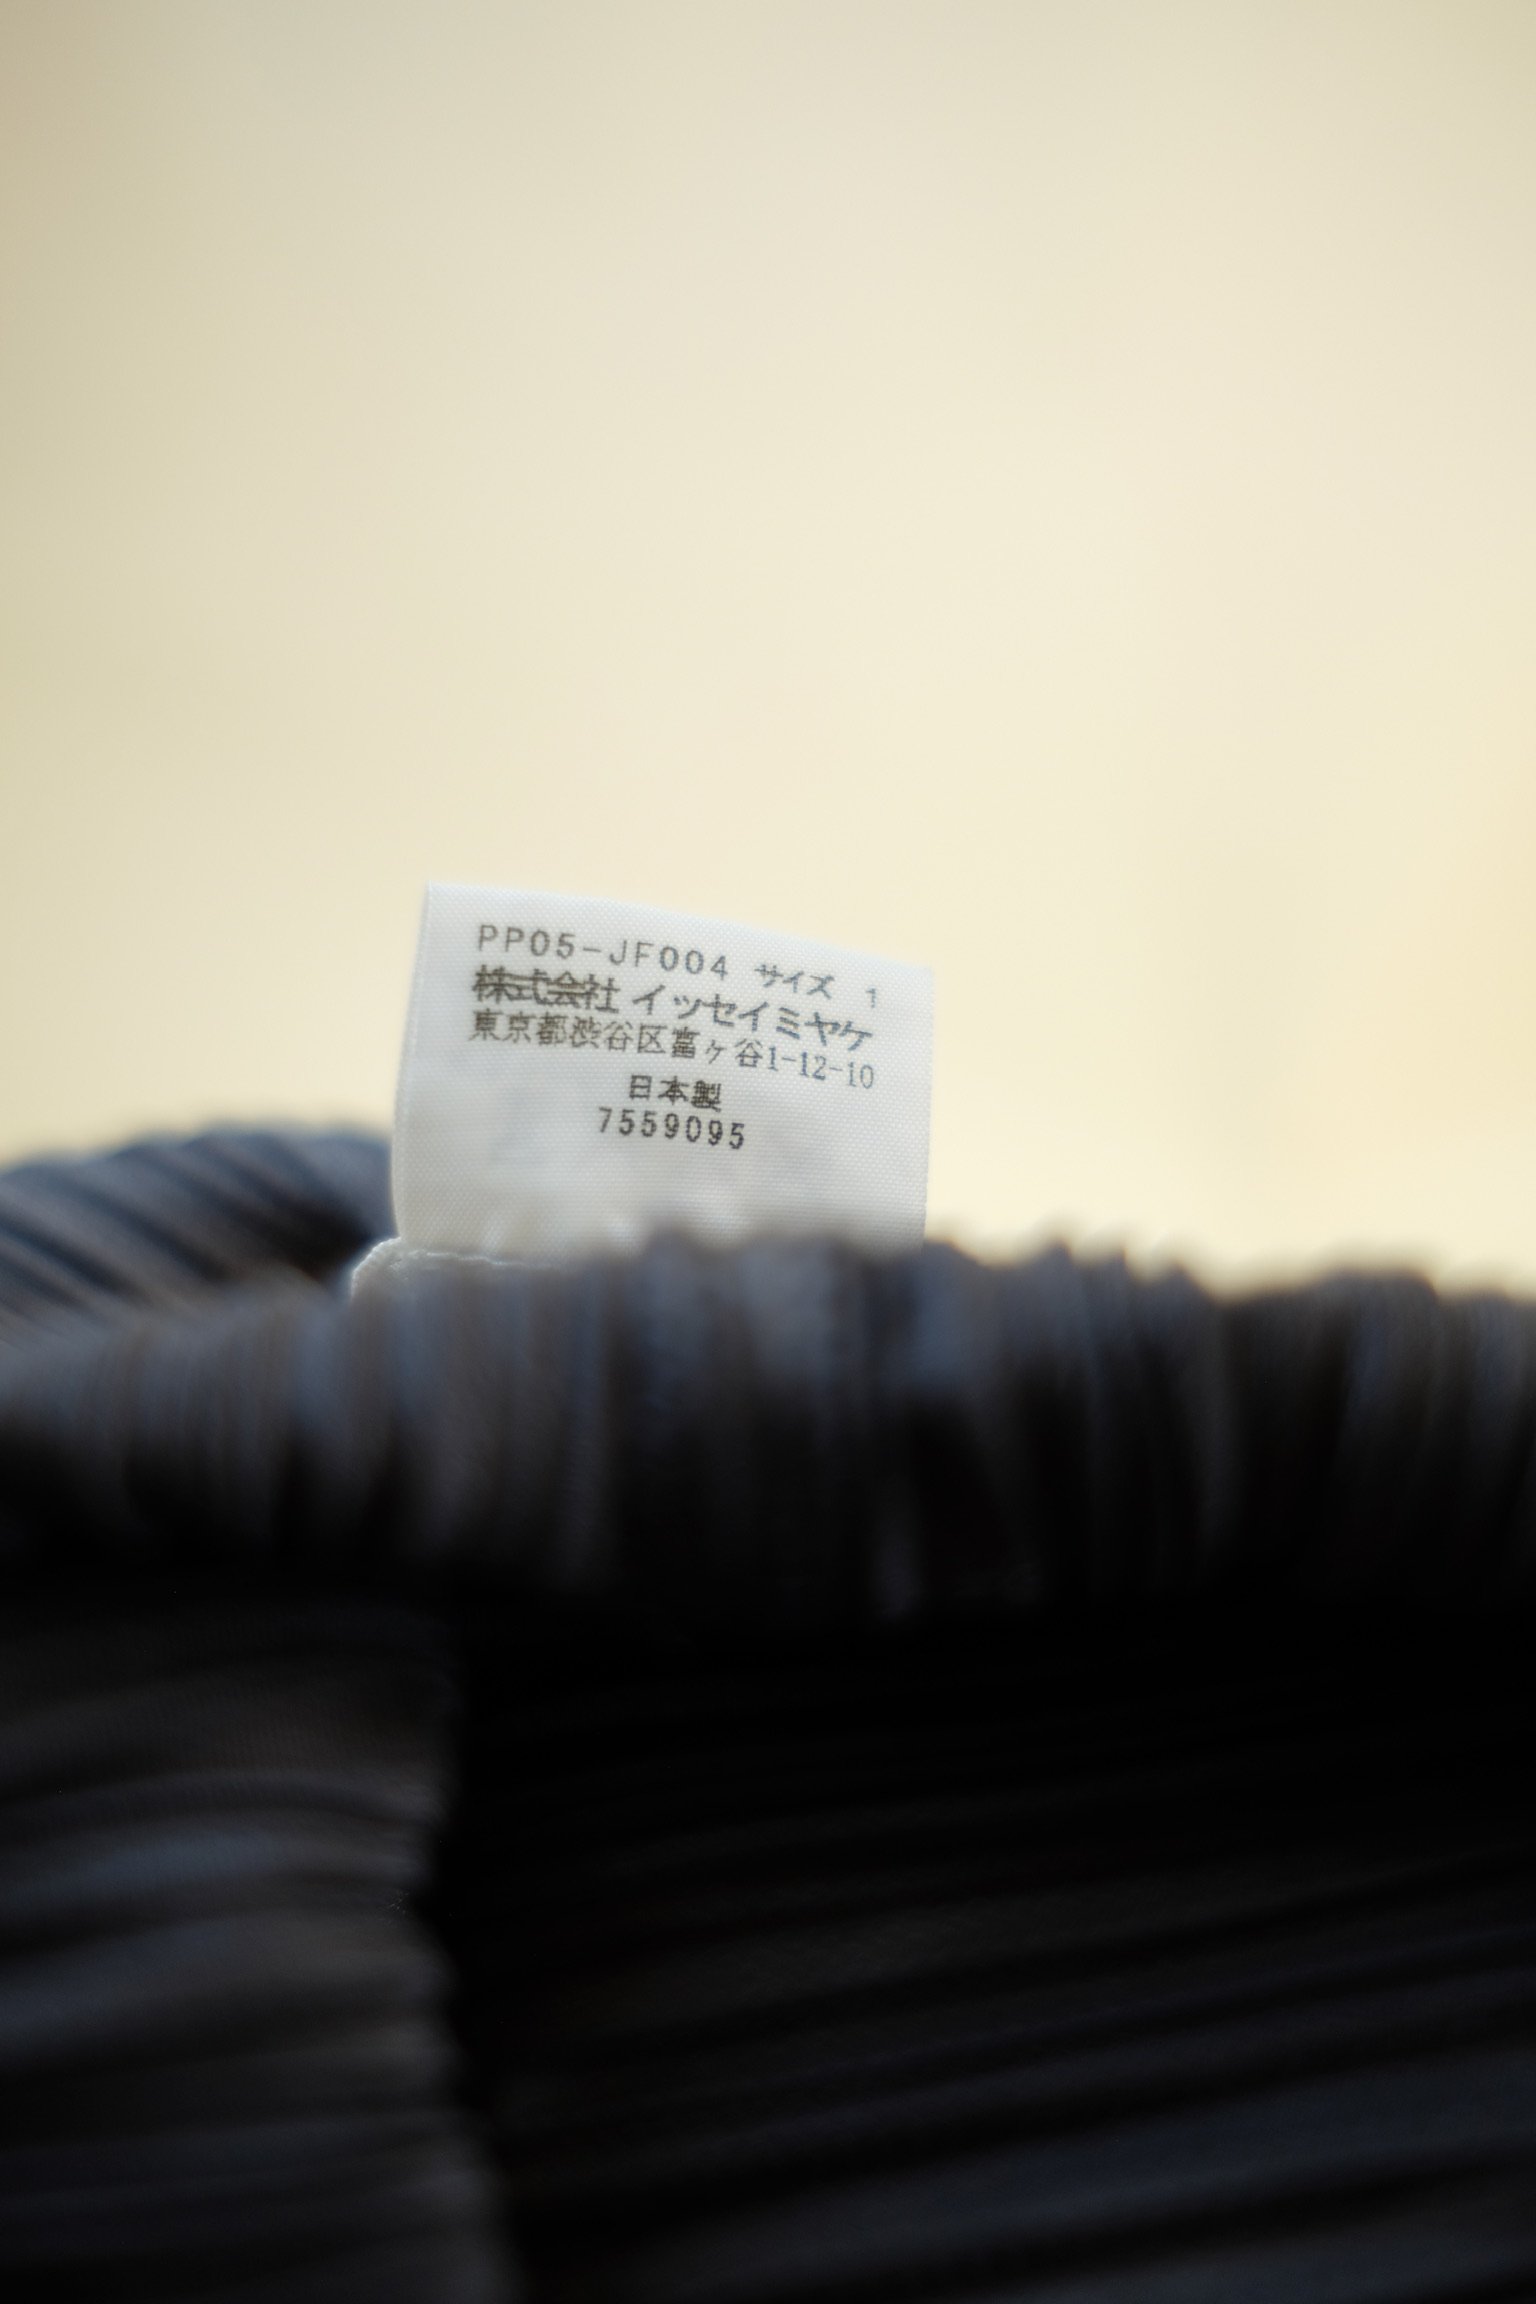 PP05-JF004 サイズ 1
株式会社 イッセイミヤケ
東京都渋谷区富ヶ谷1-12-10
日本製
7559095